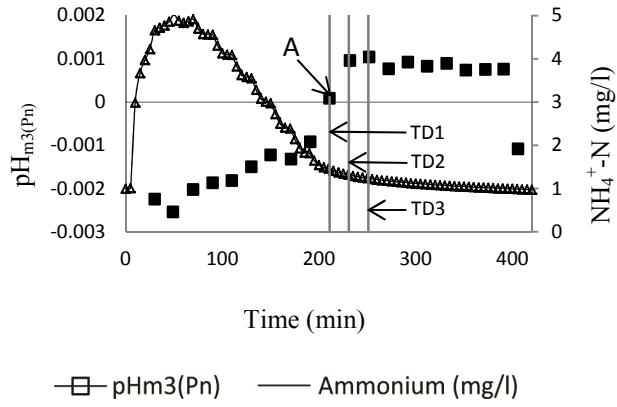 0.002
0.001
0
-0.001
-0.002
-0.003
pHm3(Pn)
5
4
3
2
1
0
NH4+-N (mg/l)
A
TD1
TD2
TD3
0 100 200 300 400
Time (min)
pHm3(Pn) Ammonium (mg/l)